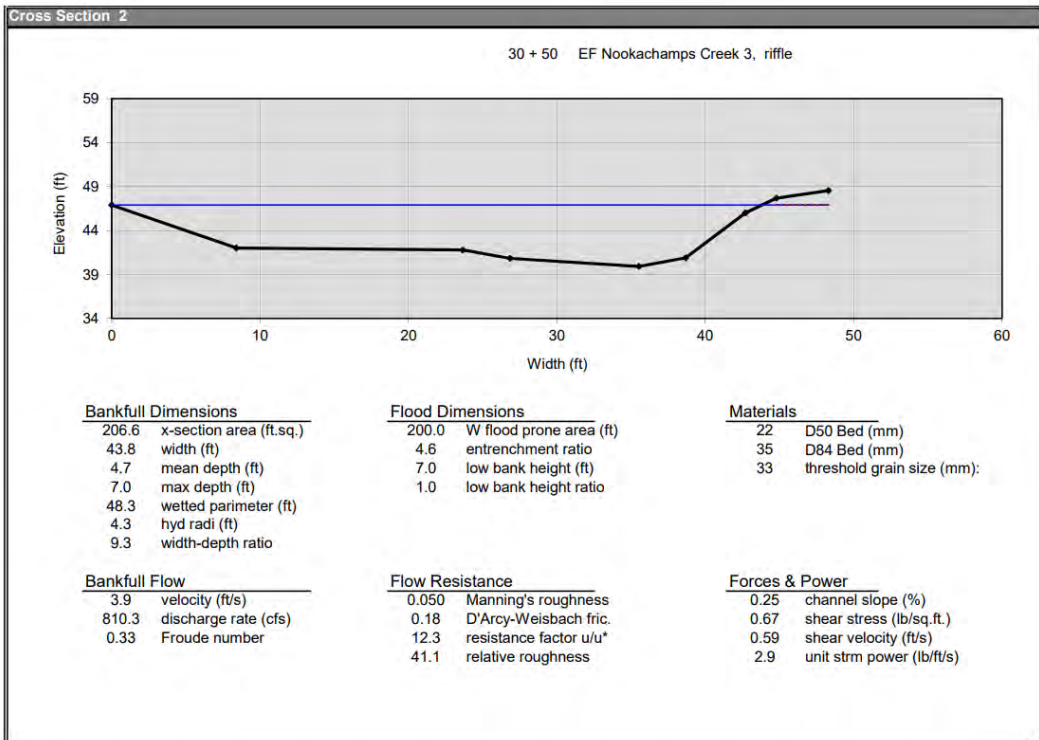 Cross Section 2
30 + 50 EF Nookachamps Creek 3, riffle
59
54
49
44
39
34
Elevation (ft)
0 10 20 30 40 50 60
Width (ft)
Bankfull Dimensions
206.6 x-section area (ft.sq.)
43.8 width (ft)
4.7 mean depth (ft)
7.0 max depth (ft)
48.3 wetted parimeter (ft)
4.3 hyd radi (ft)
9.3 width-depth ratio
Flood Dimensions
200.0 W flood prone area (ft)
4.6 entrenchment ratio
7.0 low bank height (ft)
1.0 low bank height ratio
Materials
22 D50 Bed (mm)
35 D84 Bed (mm)
33 threshold grain size (mm):
Bankfull Flow
3.9 velocity (ft/s)
810.3 discharge rate (cfs)
0.33 Froude number
Flow Resistance
0.050 Manning's roughness
0.18 D'Arcy-Weisbach fric.
12.3 resistance factor u/u*
41.1 relative roughness
Forces & Power
0.25 channel slope (%)
0.67 shear stress (lb/sq.ft.)
0.59 shear velocity (ft/s)
2.9 unit strm power (lb/ft/s)